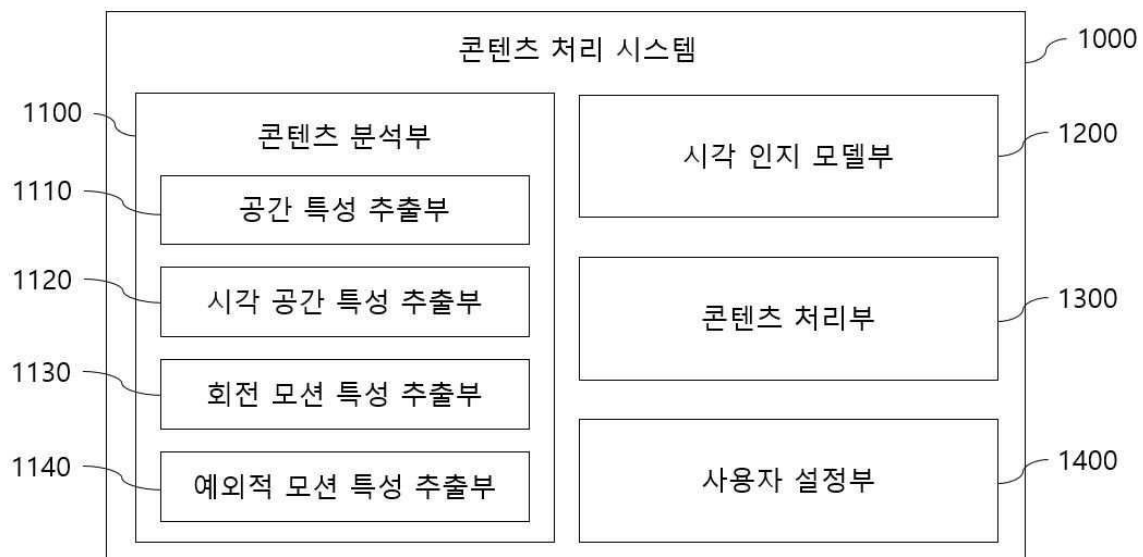 콘텐츠 처리 시스템
1000
1100
콘텐츠 분석부
1110
공간 특성 추출부
1120
시각 공간 특성 추출부
1130
회전 모션 특성 추출부
1140
예외적 모션 특성 추출부
시각 인지 모델부
1200
콘텐츠 처리부
1300
사용자 설정부
1400